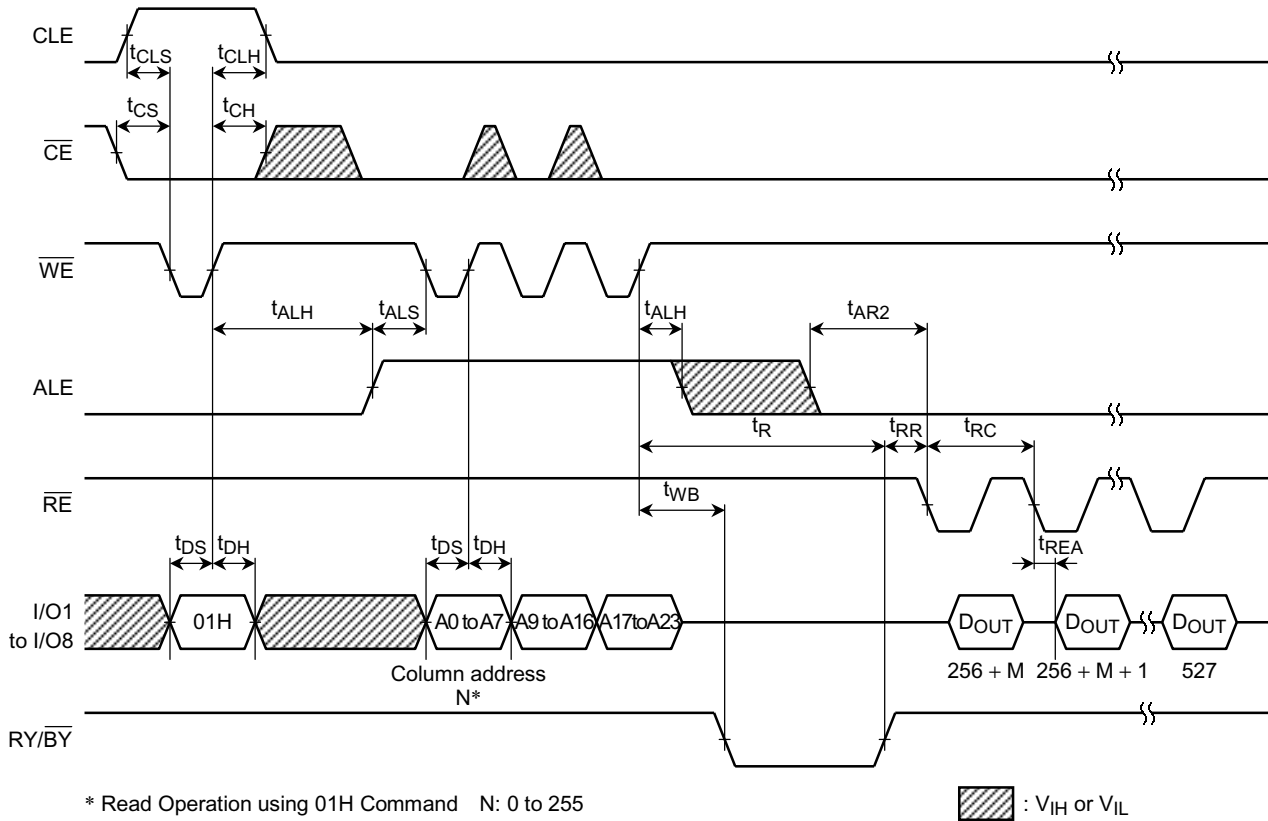 CLE
tCLS tCLH
tCS tCH
CE
WE
tALH tALS tALH tAR2
ALE
tR tRR tRC
RE
tWB
tDS tDH tDS tDH tREA
I/O1
to I/O8
01H A0 to A7 A9 to A16 A17 to A23 DOUT DOUT DOUT
Column address
N*
256 + M 256 + M + 1 527
RY/BY
* Read Operation using 01H Command N: 0 to 255
: VIH or VIL